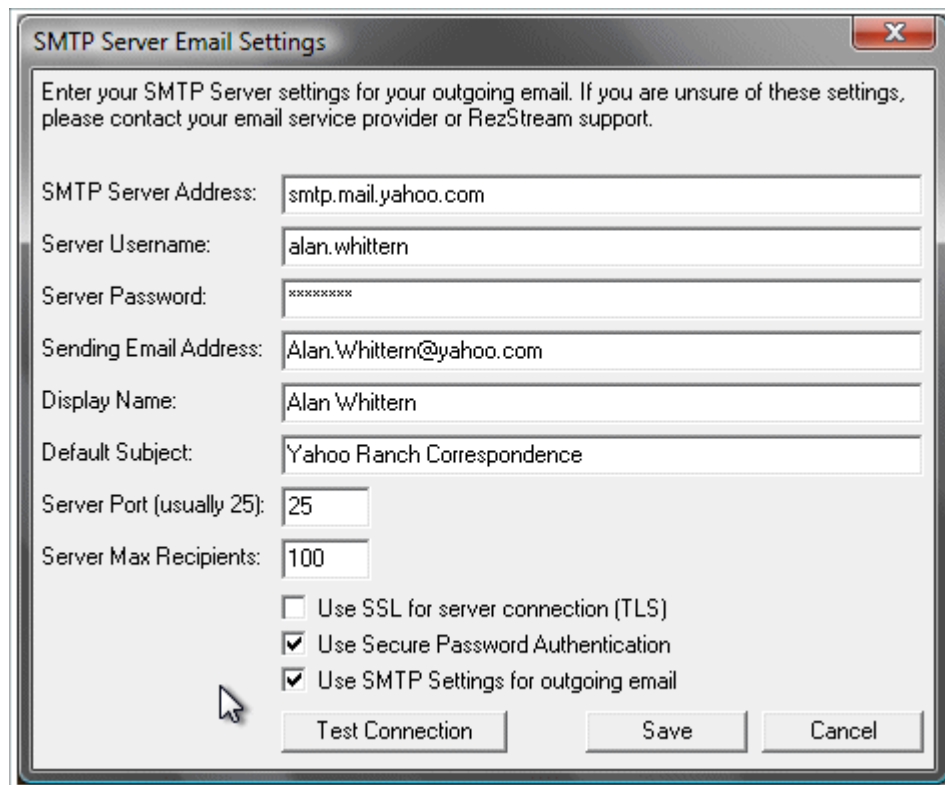 SMTP Server Email Settings
Enter your SMTP Server settings for your outgoing email. If you are unsure of these settings,
please contact your email service provider or RezStream support.
SMTP Server Address: smtp.mail.yahoo.com
Server Username: alan.whittern
Server Password: ********
Sending Email Address: Alan.Whittern@yahoo.com
Display Name: Alan Whittern
Default Subject: Yahoo Ranch Correspondence
Server Port (usually 25): 25
Server Max Recipients: 100
Use SSL for server connection (TLS)
Use Secure Password Authentication
Use SMTP Settings for outgoing email
Test Connection Save Cancel